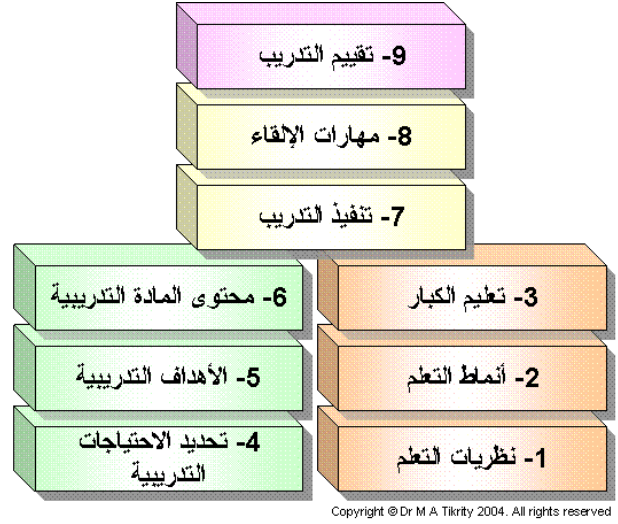 9- تقييم التدريب
8- مهارات الإلقاء
7- تنفيذ التدريب
3- تعليم الكبار
6- محتوى المادة التدريبية
2- أنماط التعلم
5- الأهداف التدريبية
1- نظريات التعلم
4- تحديد الاحتياجات
التدريبية
Copyright © Dr M A Tikrity 2004. All rights reserved